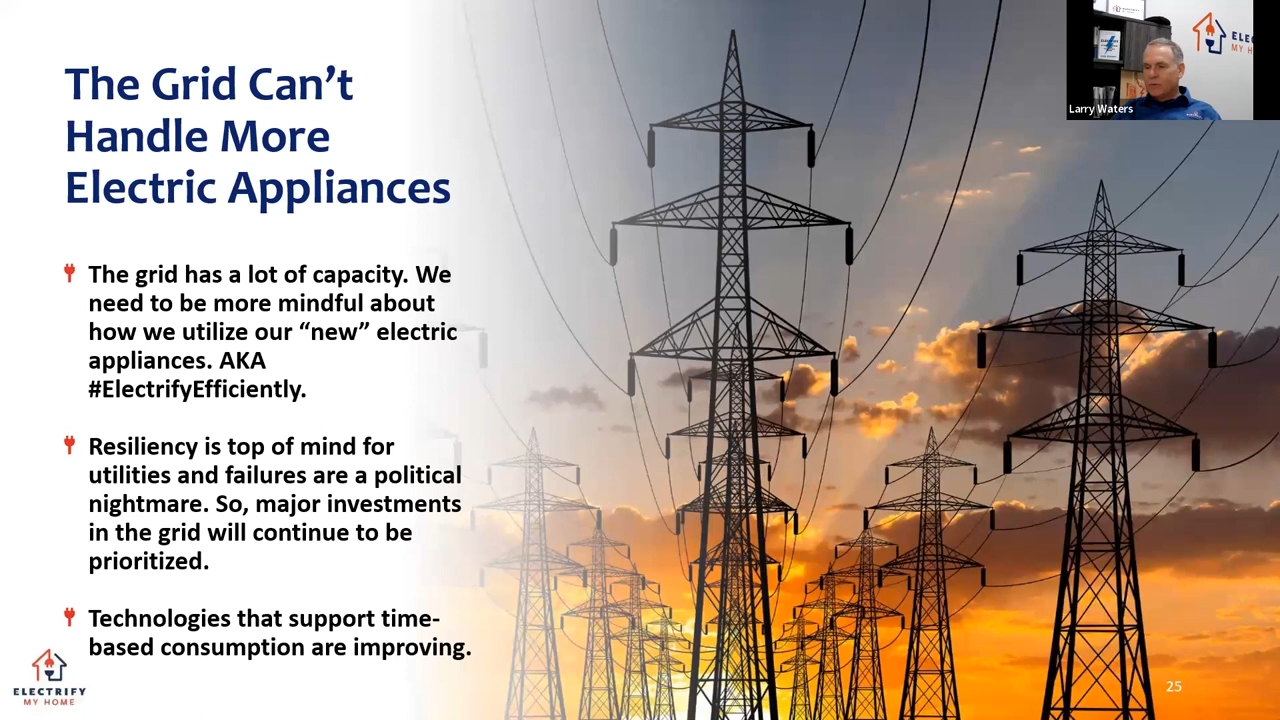 The Grid Can’t
Handle More
Electric Appliances
The grid has a lot of capacity. We
need to be more mindful about
how we utilize our “new” electric
appliances. AKA
#ElectrifyEfficiently.
Resiliency is top of mind for
utilities and failures are a political
nightmare. So, major investments
in the grid will continue to be
prioritized.
Technologies that support time-
based consumption are improving.
ELECTRIFY
MY HOME
25
ELEC
MY H
Larry Waters